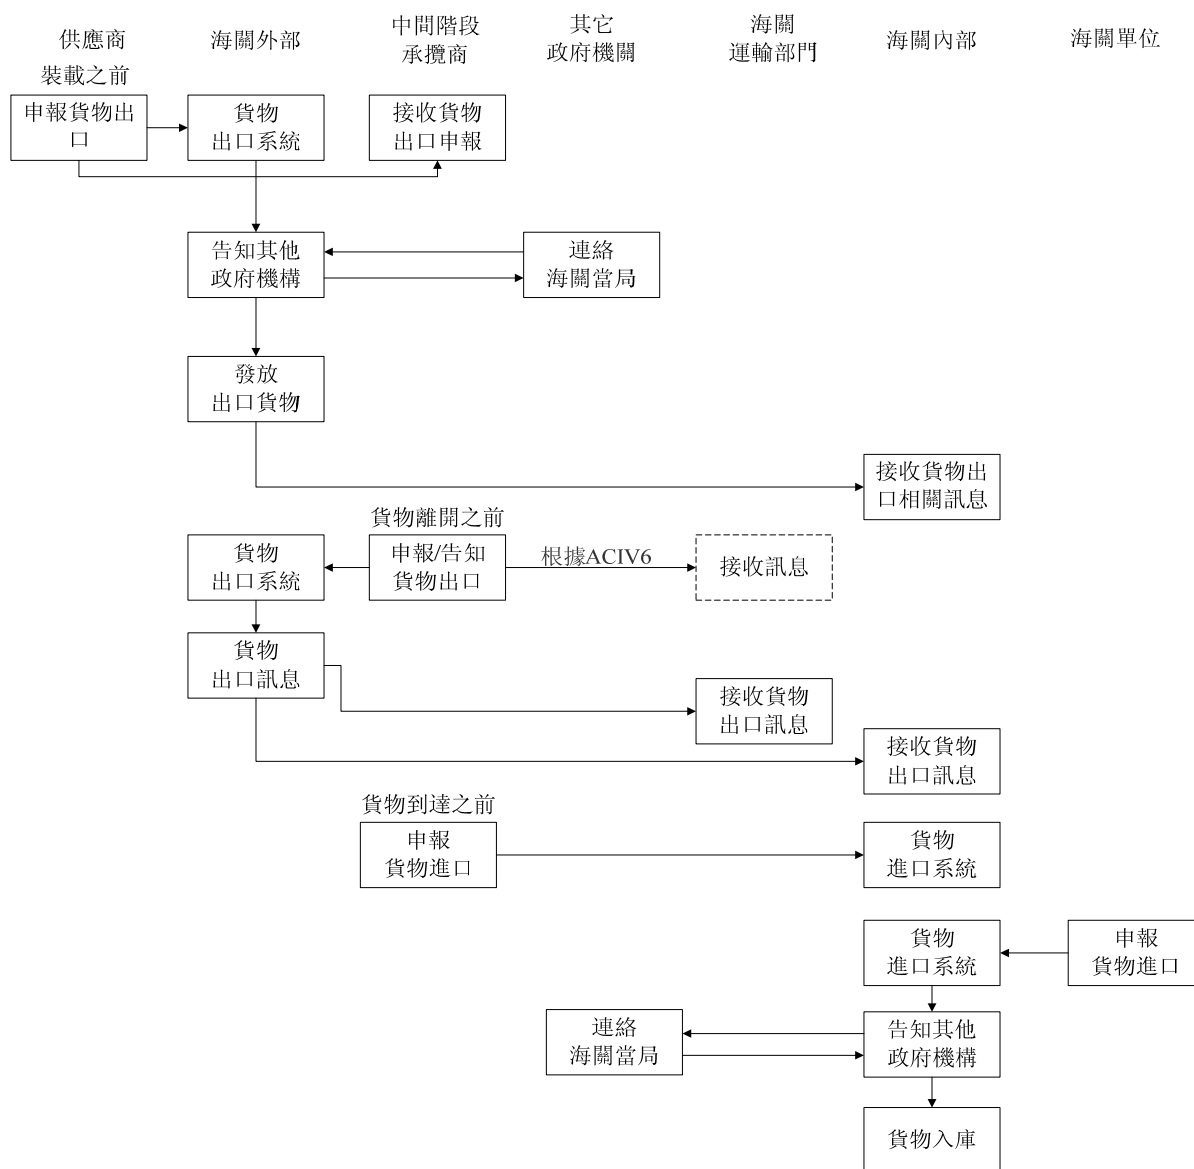 供應商
海關外部
中間階段
承攬商
其它
政府機關
海關
運輸部門
海關內部
海關單位
裝載之前
申報貨物出
口
貨物
出口系統
接收貨物
出口申報
告知其他
政府機構
連絡
海關當局
發放
出口貨物
接收貨物出
口相關訊息
貨物離開之前
貨物
出口系統
申報/告知
貨物出口
根據ACIV6
接收訊息
貨物
出口訊息
接收貨物
出口訊息
接收貨物
出口訊息
貨物到達之前
申報
貨物進口
貨物
進口系統
貨物
進口系統
申報
貨物進口
連絡
海關當局
告知其他
政府機構
貨物入庫